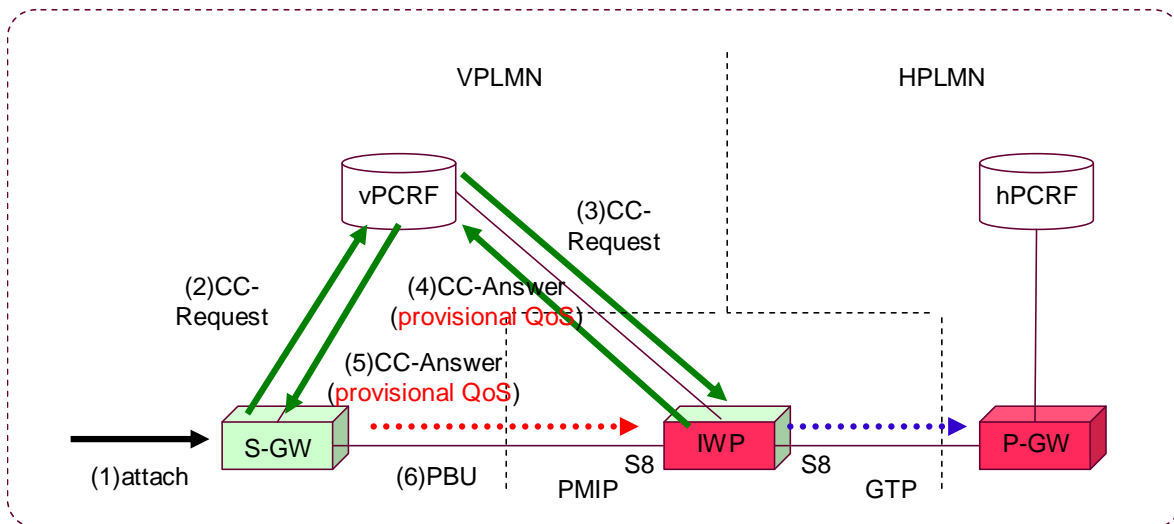 VPLMN
HPLMN
vPCRF
hPCRF
(3)CC-
Request
(2)CC-
Request
(4)CC-Answer
(provisional QoS)
(5)CC-Answer
(provisional QoS)
S-GW
IWP
P-GW
(1)attach
(6)PBU
S8
S8
PMIP
GTP